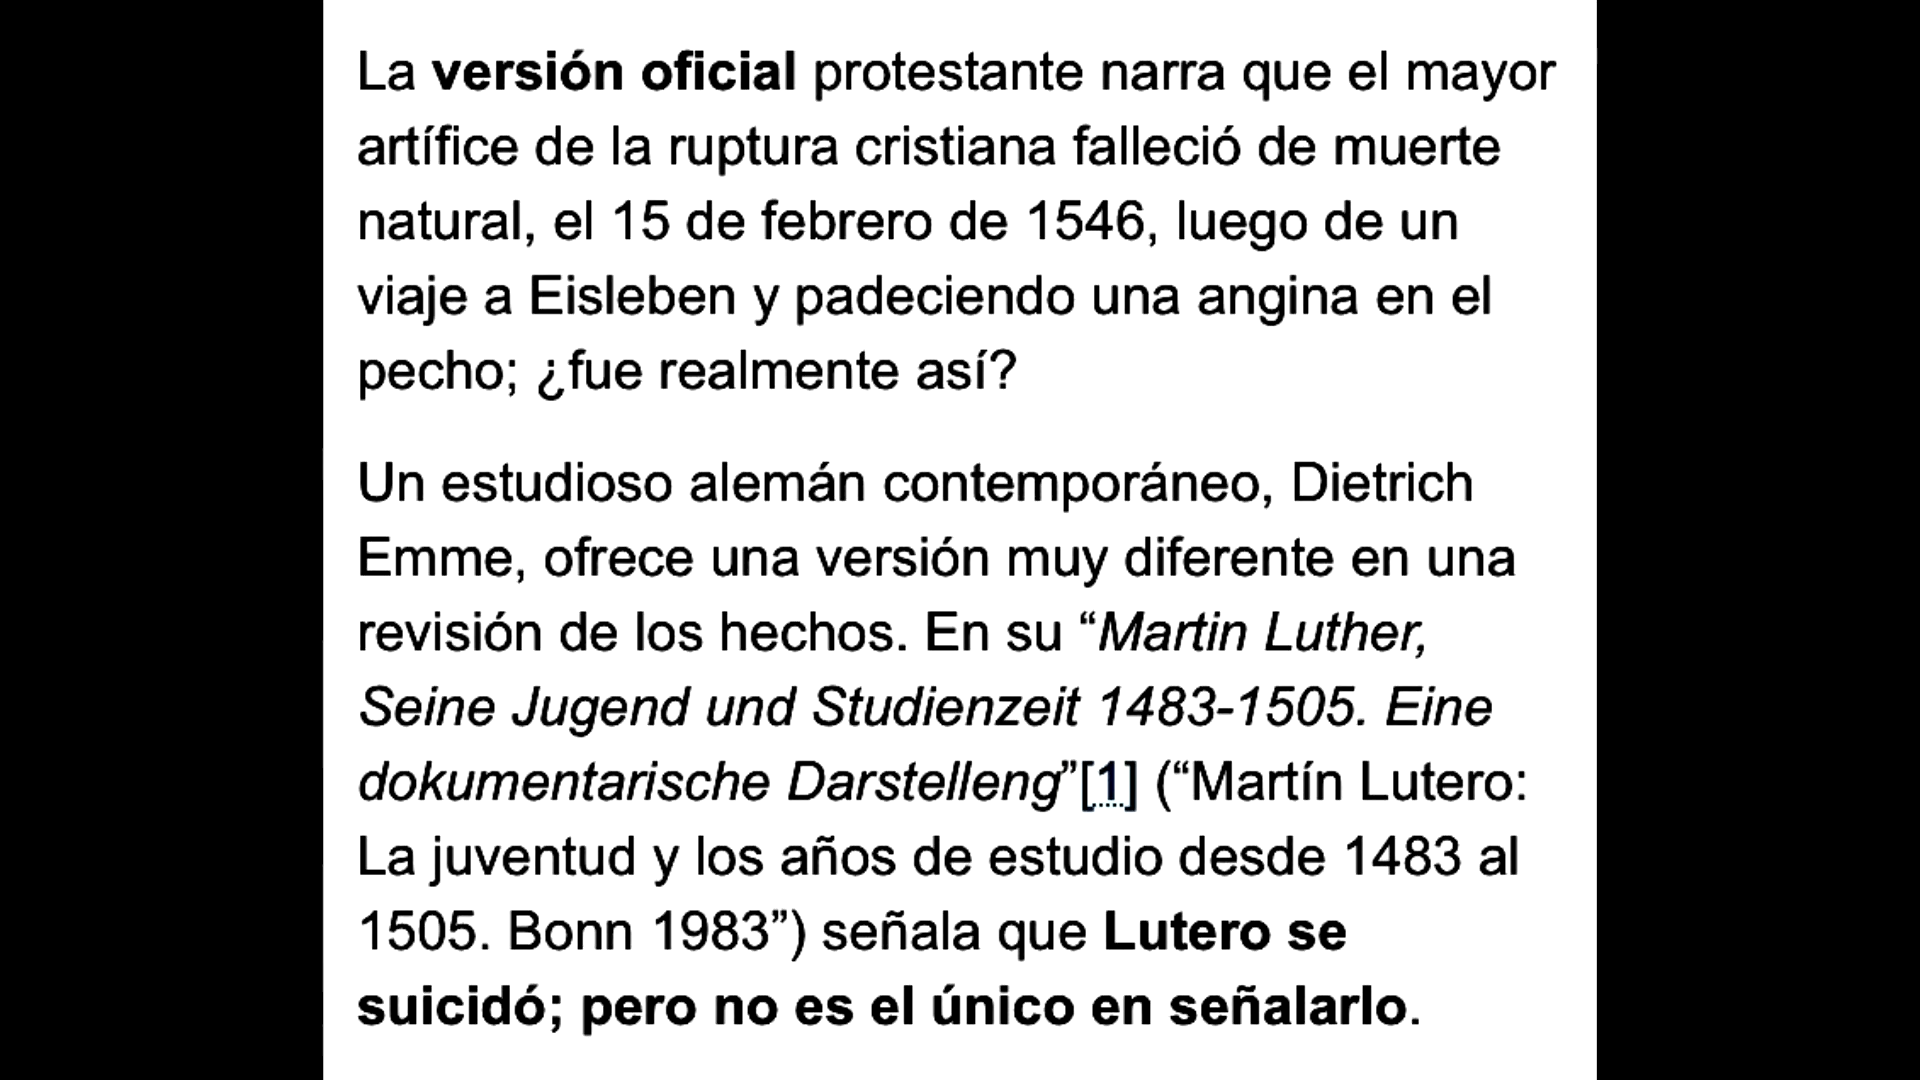 La versión oficial protestante narra que el mayor
artífice de la ruptura cristiana falleció de muerte
natural, el 15 de febrero de 1546, luego de un
viaje a Eisleben y padeciendo una angina en el
pecho; ¿fue realmente así?
Un estudioso alemán contemporáneo, Dietrich
Emme, ofrece una versión muy diferente en una
revisión de los hechos. En su “Martin Luther,
Seine Jugend und Studienzeit 1483-1505. Eine
dokumentarische Darstelleng”[1] (“Martín Lutero:
La juventud y los años de estudio desde 1483 al
1505. Bonn 1983”) señala que Lutero se
suicidó; pero no es el único en señalarlo.